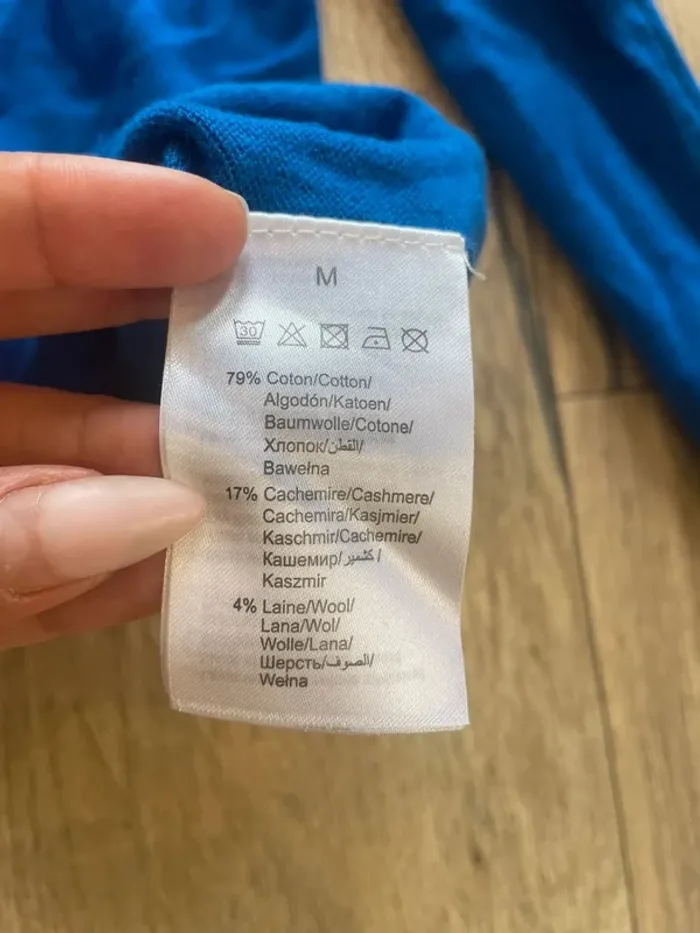 M
30
79% Coton/Cotton/
Algodón/Katoen/
Baumwolle/Cotone/
Хлопок/القطن/
Bawełna
17% Cachemire/Cashmere/
Cachemira/Kasjmier/
Kaschmir/Cachemire/
Кашемир/كشمير/
Kaszmir
4% Laine/Wool/
Lana/Wol/
Wolle/Lana/
Шерсть/الصوف/
Wełna